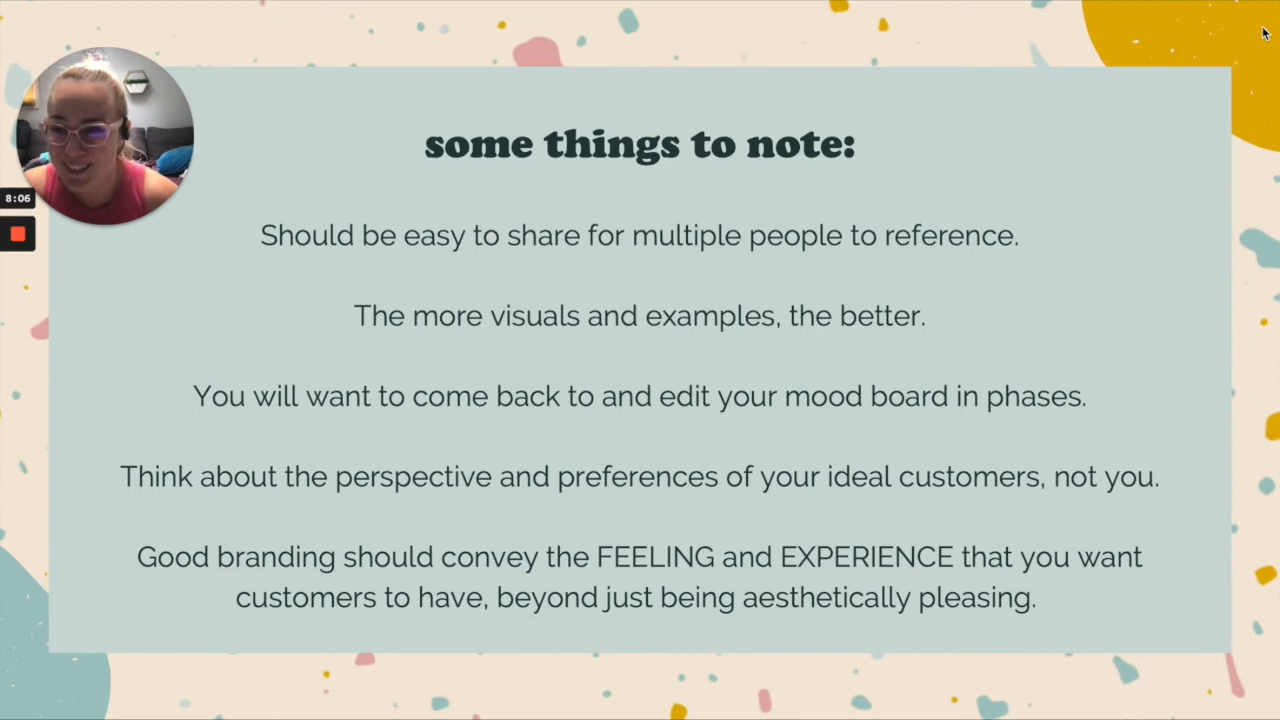 some things to note:
8:06
Should be easy to share for multiple people to reference.
The more visuals and examples, the better.
You will want to come back to and edit your mood board in phases.
Think about the perspective and preferences of your ideal customers, not you.
Good branding should convey the FEELING and EXPERIENCE that you want
customers to have, beyond just being aesthetically pleasing.